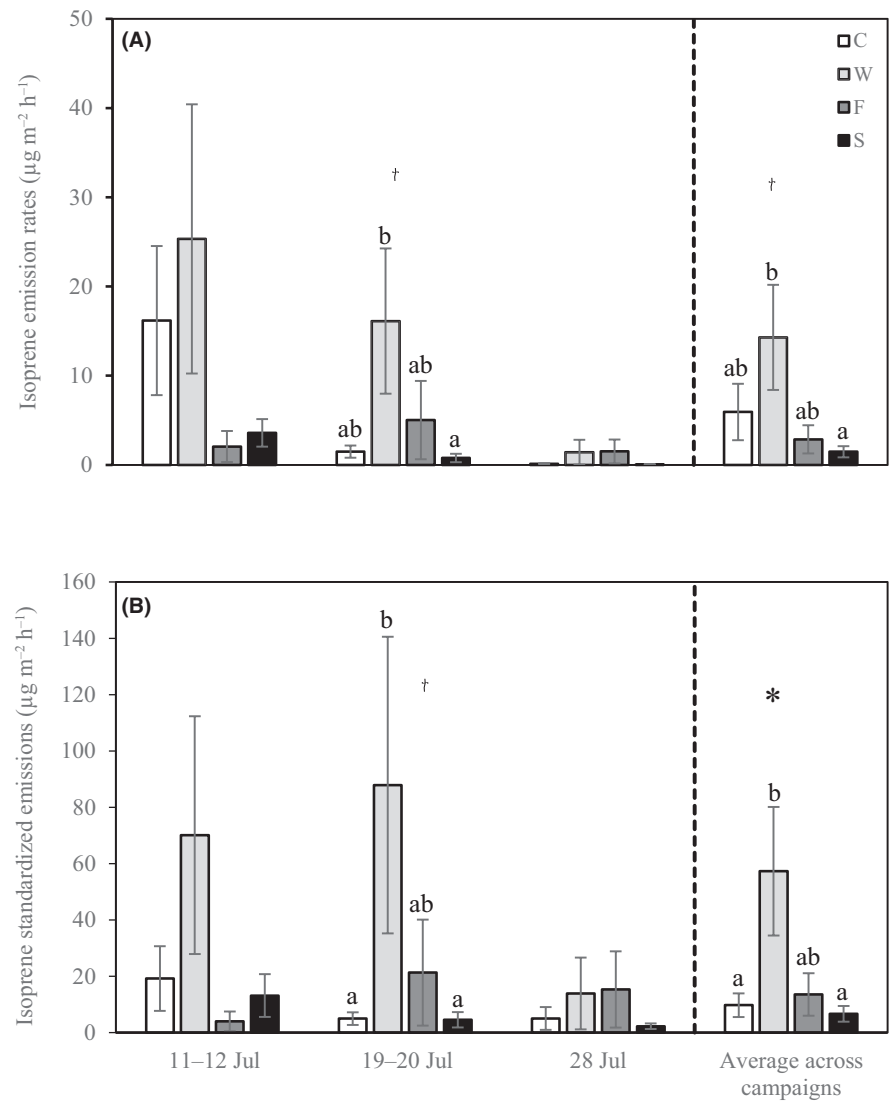 (A)
Isoprene emission rates (µg m⁻² h⁻¹)
50
40
30
20
10
0
C
W
F
S
†
b
ab
ab
a
†
b
ab
ab
a
(B)
Isoprene standardized emissions (µg m⁻² h⁻¹)
160
140
120
100
80
60
40
20
0
b
†
ab
a
a
*
b
ab
a
a
11–12 Jul
19–20 Jul
28 Jul
Average across
campaigns